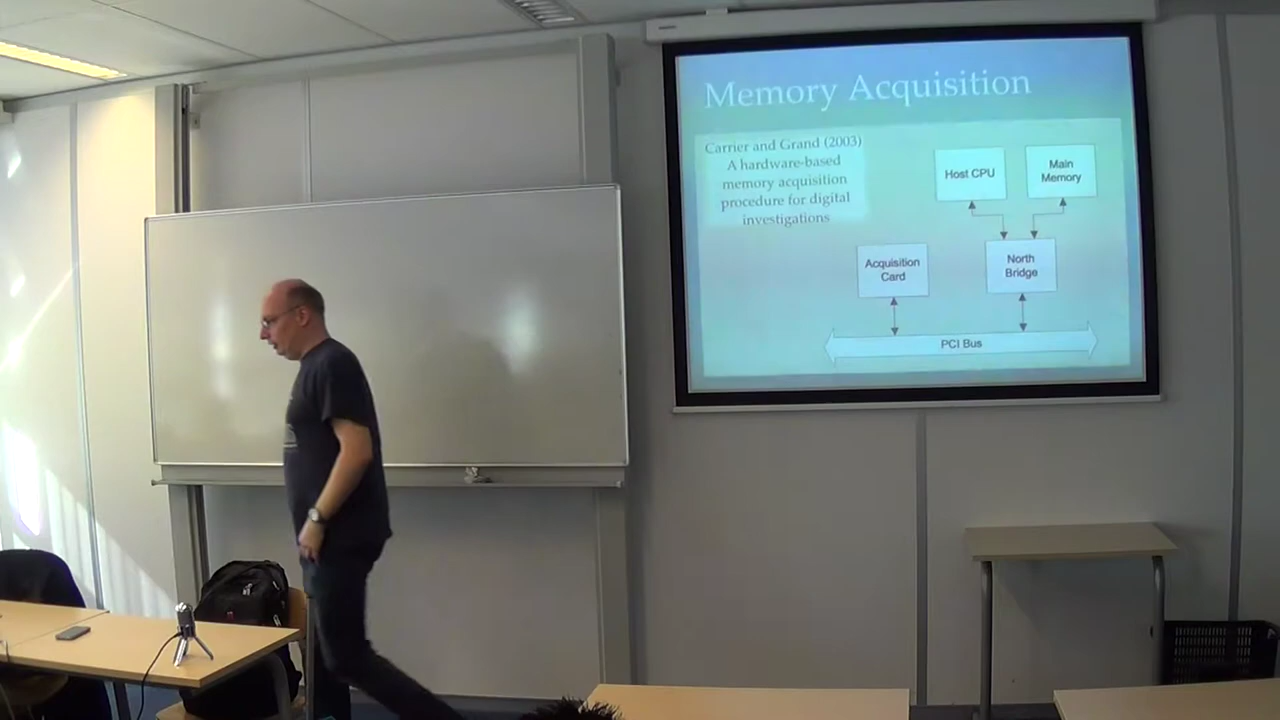 Memory Acquisition
Carrier and Grand (2003)
A hardware-based
memory acquisition
procedure for digital
investigations
Host CPU
Main
Memory
Acquisition
Card
North
Bridge
PCI Bus